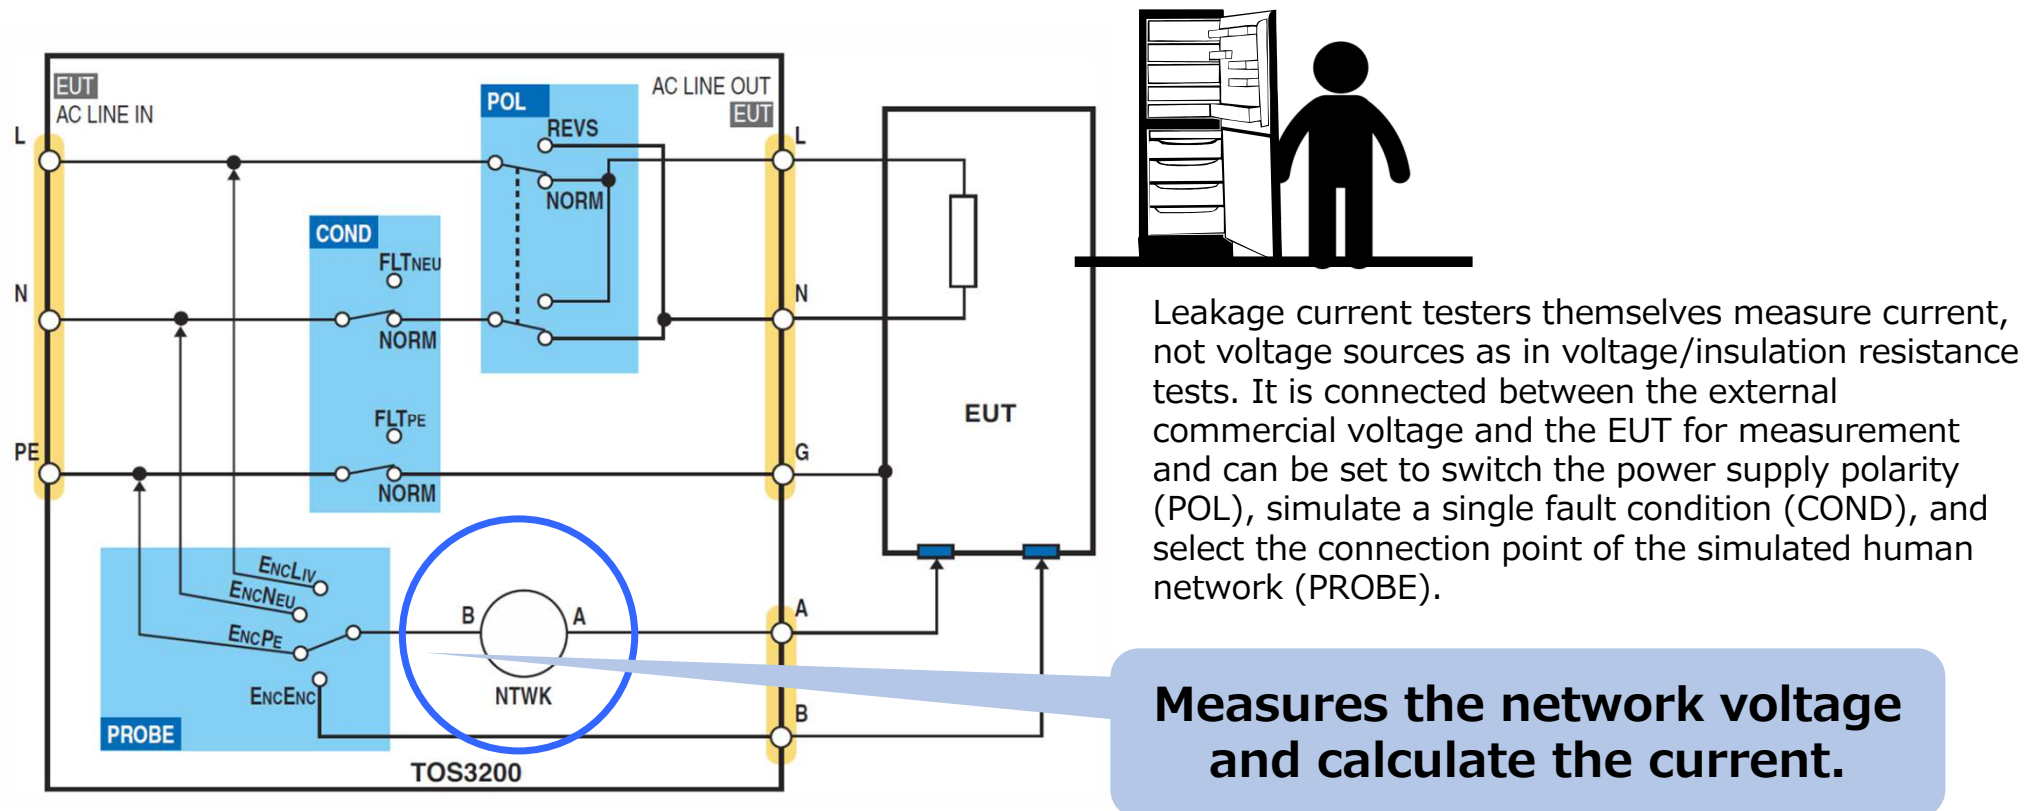 EUT
AC LINE IN
AC LINE OUT
EUT
L
N
PE
POL
REVS
NORM
COND
FLTNEU
NORM
FLTPE
NORM
L
N
G
A
B
EUT
ENCLIV
ENCNEU
ENCPE
ENCENC
PROBE
B
A
NTWK
TOS3200
Leakage current testers themselves measure current,
not voltage sources as in voltage/insulation resistance
tests. It is connected between the external
commercial voltage and the EUT for measurement
and can be set to switch the power supply polarity
(POL), simulate a single fault condition (COND), and
select the connection point of the simulated human
network (PROBE).
Measures the network voltage
and calculate the current.